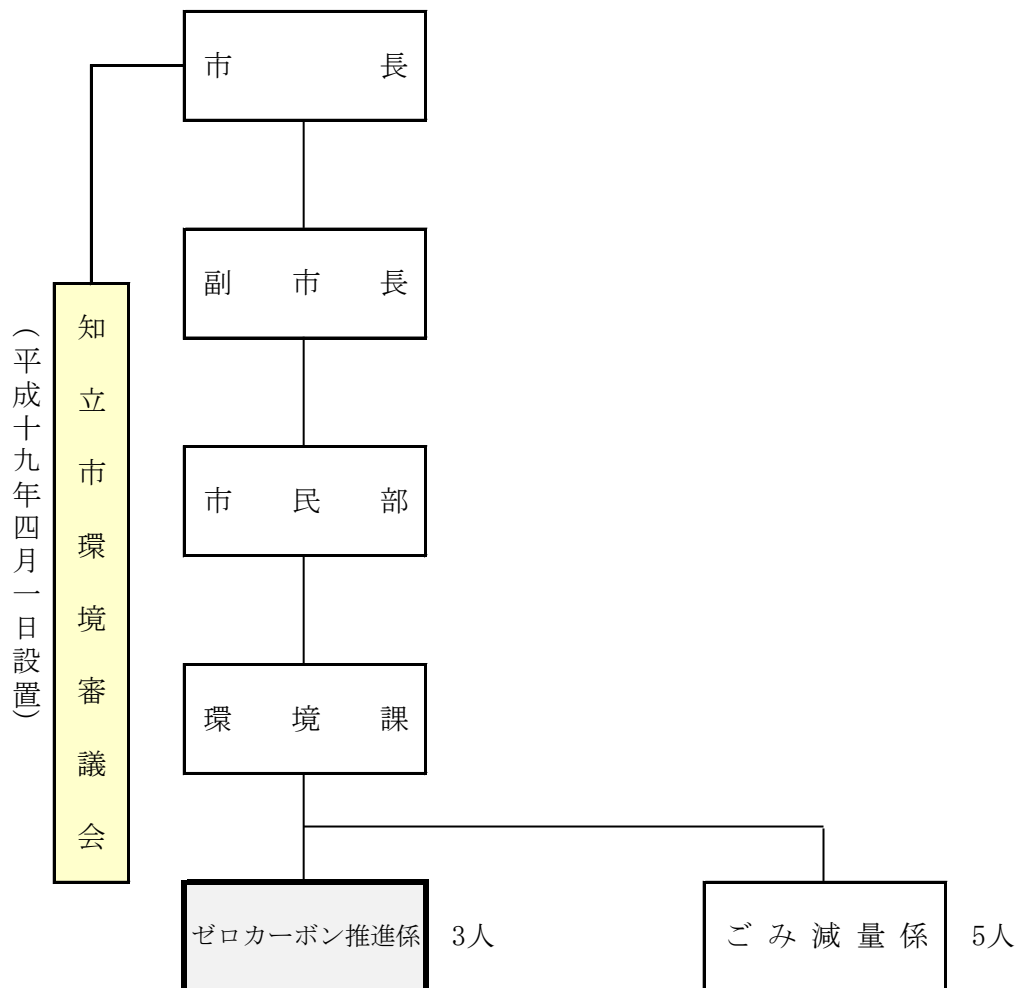 市長
副市長
知立市環境審議会
(平成十九年四月一日設置)
市民部
環境課
ゼロカーボン推進係 3人
ごみ減量係 5人